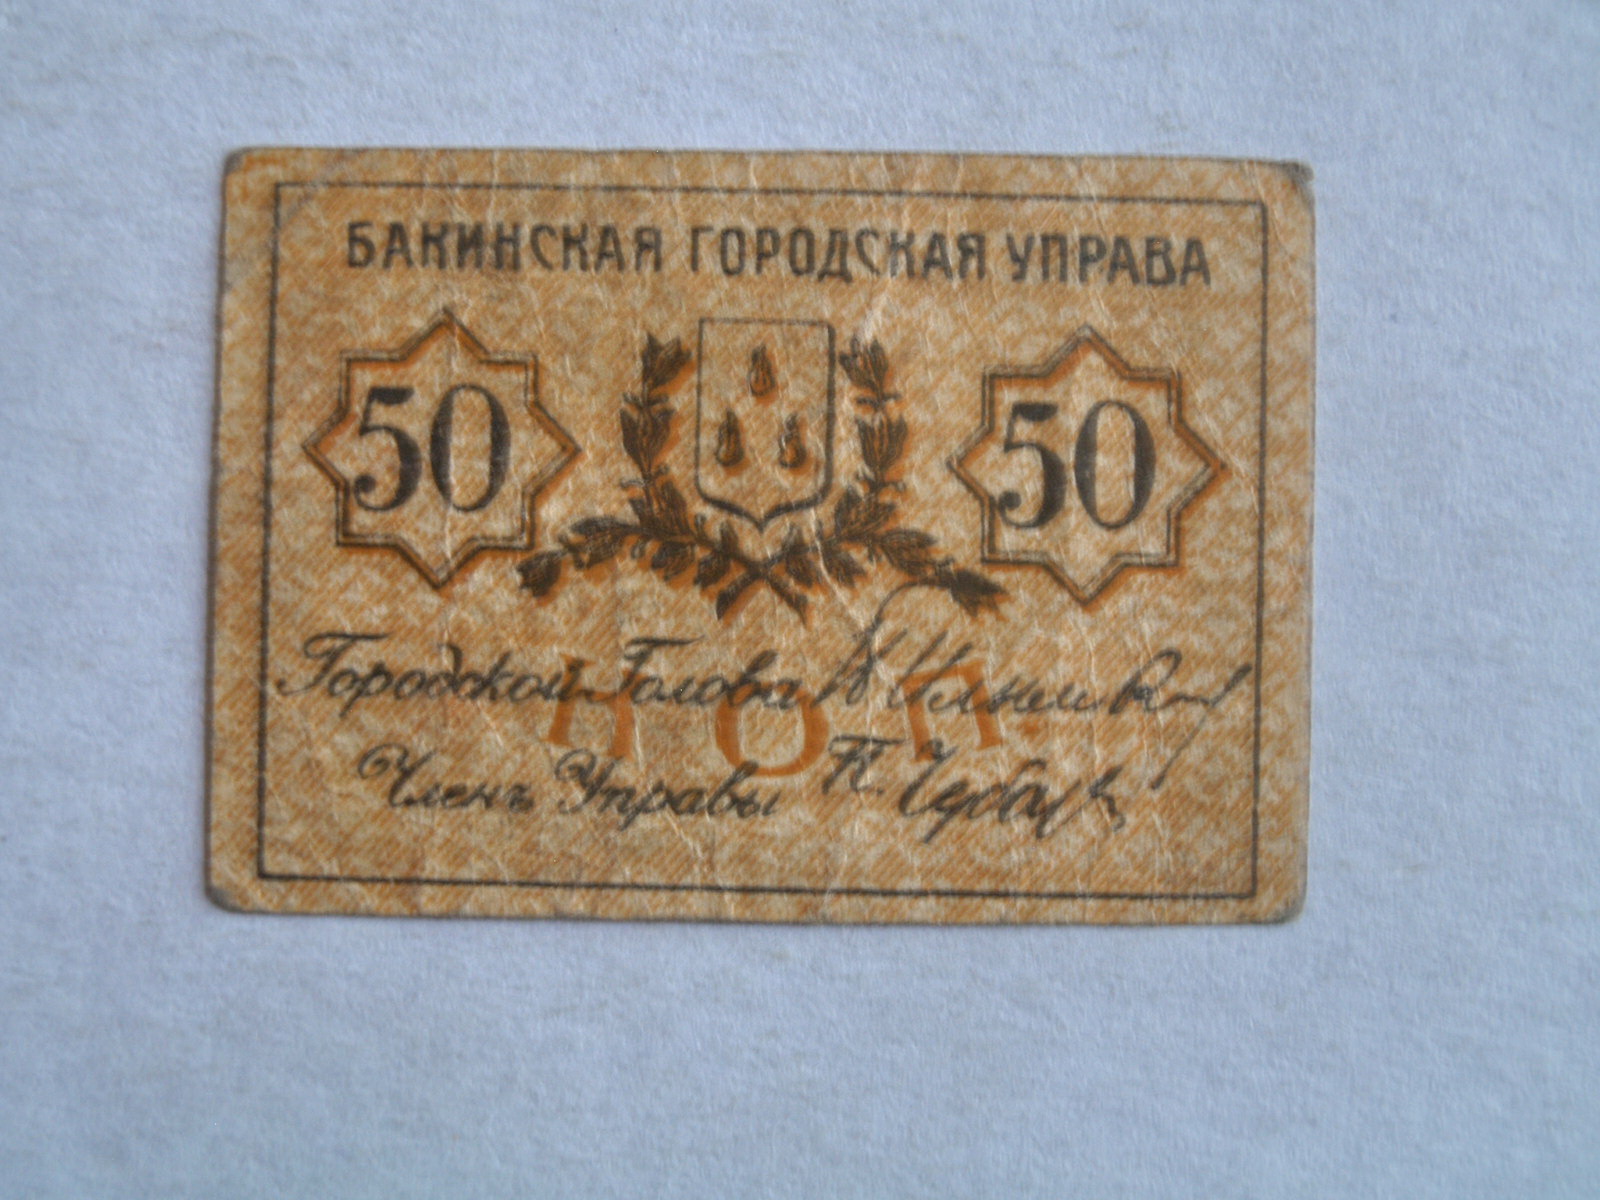 БАКИНСКАЯ ГОРОДСКАЯ УПРАВА
50 50
КОП.
Городской Голова
Членъ Управы